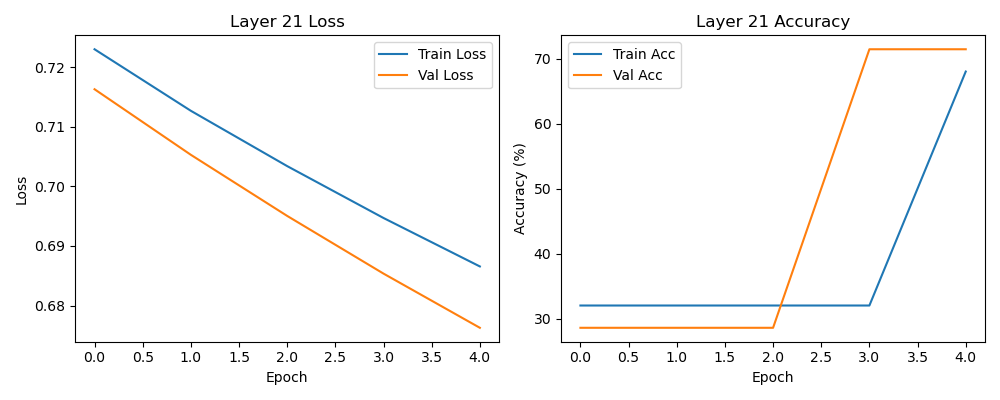 Layer 21 Loss
Train Loss
Val Loss
0.72
0.71
0.70
0.69
0.68
Loss
0.0 0.5 1.0 1.5 2.0 2.5 3.0 3.5 4.0
Epoch
Layer 21 Accuracy
Train Acc
Val Acc
70
60
50
40
30
Accuracy (%)
0.0 0.5 1.0 1.5 2.0 2.5 3.0 3.5 4.0
Epoch